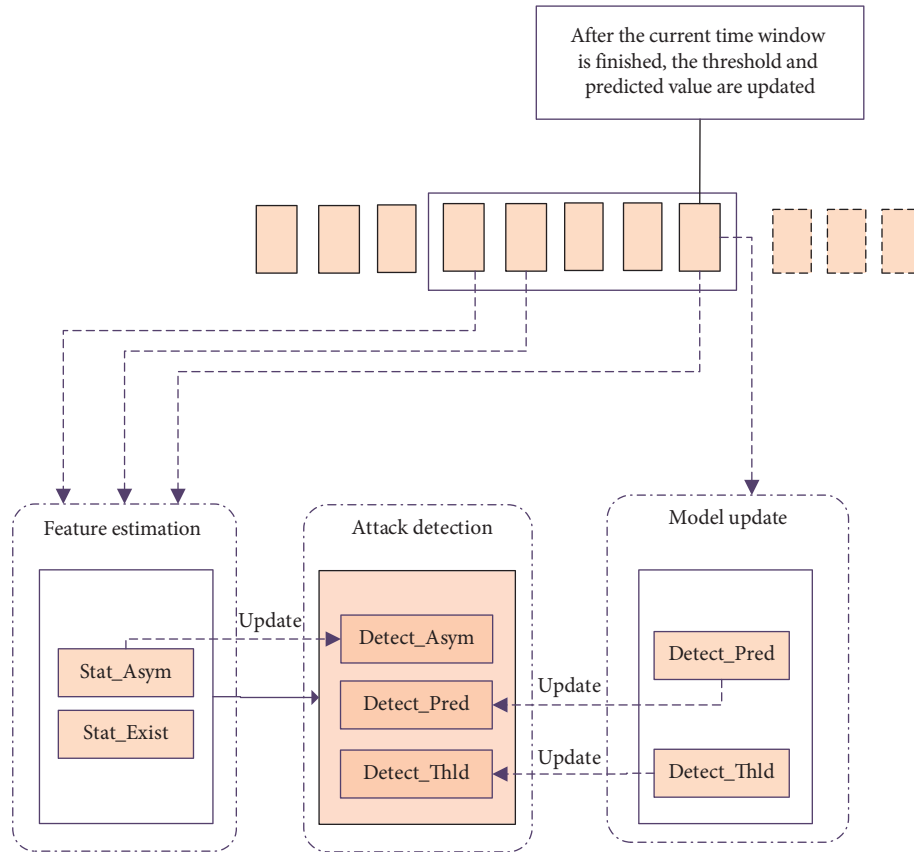 After the current time window
is finished, the threshold and
predicted value are updated
Feature estimation
Attack detection
Model update
Update
Detect_Asym
Stat_Asym
Detect_Pred
Update
Detect_Pred
Stat_Exist
Update
Detect_Thld
Detect_Thld